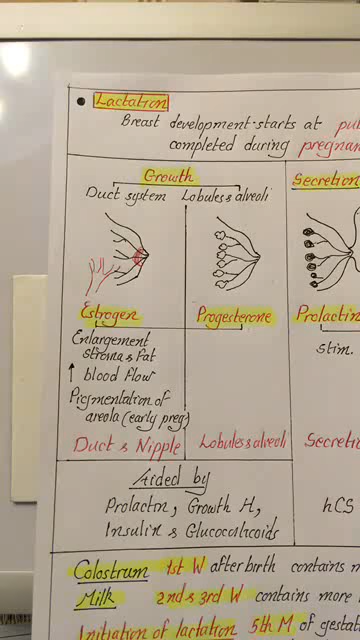 Lactation
Breast development starts at pu
completed during pregnan
Growth
Duct system Lobules & alveoli
Secretion
Estrogen
Progesterone
Prolactin
Enlargement
Stroma & fat
↑ blood flow
Pigmentation of
areola (early preg)
Stim.
Duct & Nipple
Lobules & alveoli
Secretio
Aided by
Prolactin, Growth H,
Insulin & Glucocorticoids
hCS
Colostrum 1st W after birth contains m
Milk 2nd & 3rd W contains more
Initiation of lactation 5th M of gesta